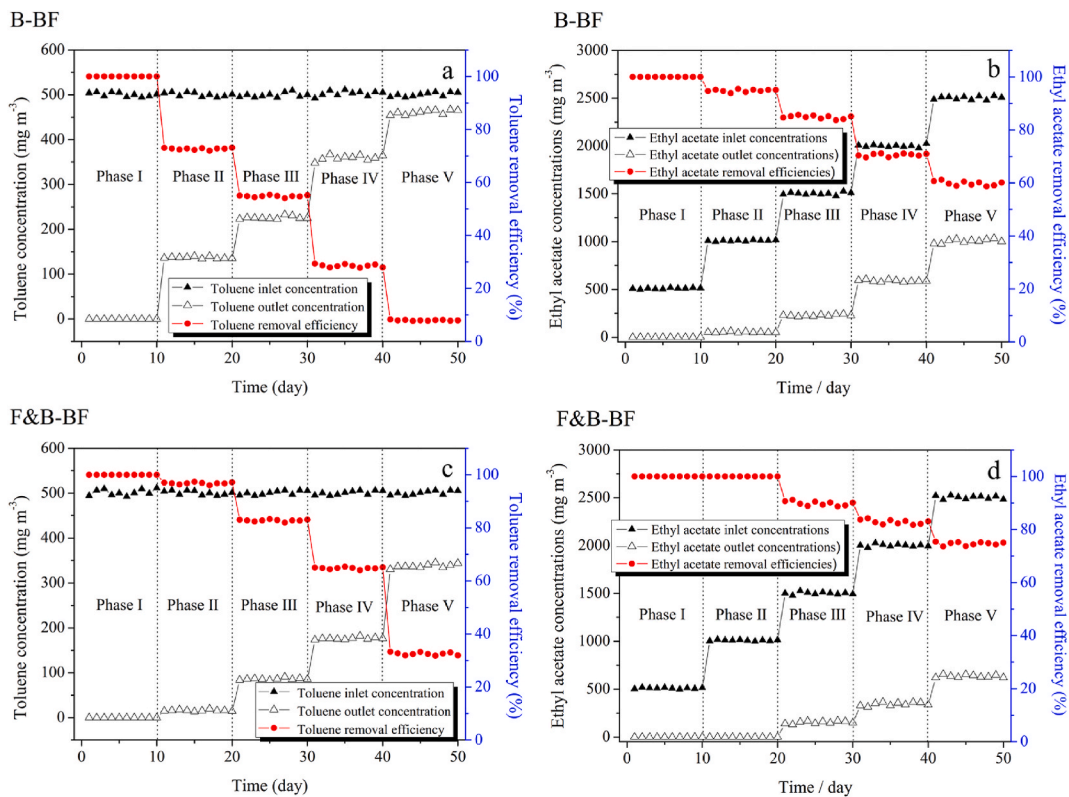 B-BF
a
600
500
400
300
200
100
0
100
80
60
40
20
0
Toluene concentration (mg m-3)
Toluene removal efficiency (%)
Phase I
Phase II
Phase III
Phase IV
Phase V
Toluene inlet concentration
Toluene outlet concentration
Toluene removal efficiency
0 10 20 30 40 50
Time (day)
B-BF
b
3000
2500
2000
1500
1000
500
0
100
80
60
40
20
0
Ethyl acetate concentrations (mg m-3)
Ethyl acetate removal efficiencies (%)
Ethyl acetate inlet concentrations
Ethyl acetate outlet concentrations)
Ethyl acetate removal efficiencies)
Phase I
Phase II
Phase III
Phase IV
Phase V
0 10 20 30 40 50
Time / day
F&B-BF
c
600
500
400
300
200
100
0
100
80
60
40
20
0
Toluene concentration (mg m-3)
Toluene removal efficiency (%)
Phase I
Phase II
Phase III
Phase IV
Phase V
Toluene inlet concentration
Toluene outlet concentration
Toluene removal efficiency
0 10 20 30 40 50
Time (day)
F&B-BF
d
3000
2500
2000
1500
1000
500
0
100
80
60
40
20
0
Ethyl acetate concentrations (mg m-3)
Ethyl acetate removal efficiencies (%)
Ethyl acetate inlet concentrations
Ethyl acetate outlet concentrations)
Ethyl acetate removal efficiencies)
Phase I
Phase II
Phase III
Phase IV
Phase V
0 10 20 30 40 50
Time / day